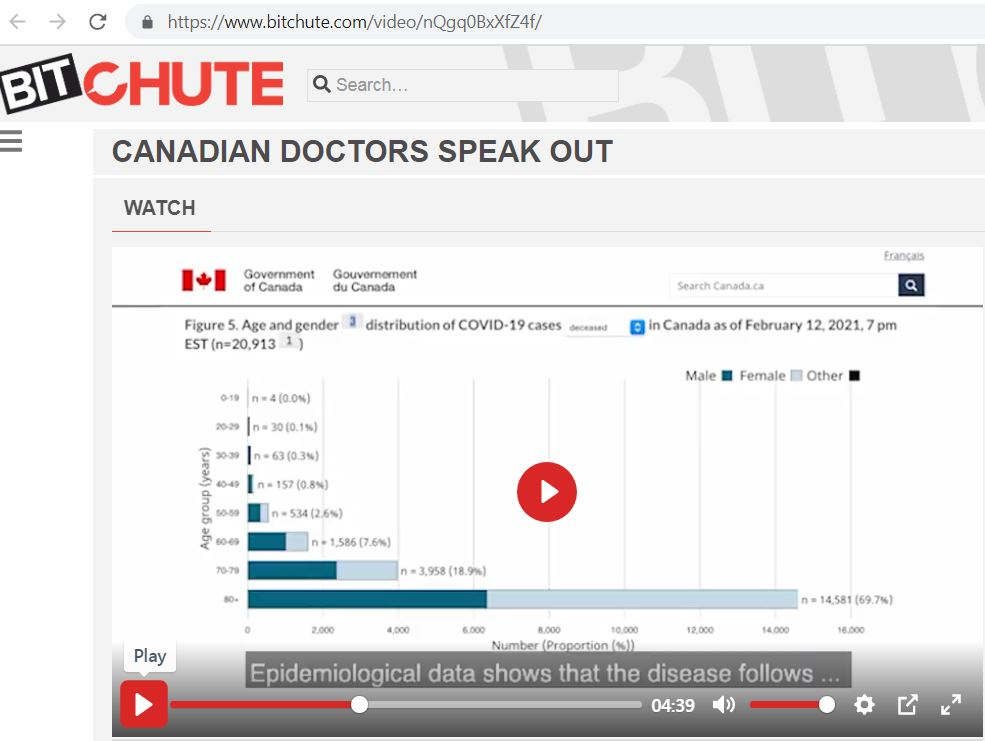 https://www.bitchute.com/video/nQgq0BxXfZ4f/
BITCHUTE
Search...
CANADIAN DOCTORS SPEAK OUT
WATCH
Français
Government of Canada
Gouvernement du Canada
Search Canada.ca
Figure 5. Age and gender 3 distribution of COVID-19 cases deceased in Canada as of February 12, 2021, 7 pm
EST (n=20,913 1 )
Male Female Other
Age group (years)
0-19 n = 4 (0.0%)
20-29 n = 30 (0.1%)
30-39 n = 63 (0.3%)
40-49 n = 157 (0.8%)
50-59 n = 534 (2.6%)
60-69 n = 1,586 (7.6%)
70-79 n = 3,958 (18.9%)
80+ n = 14,581 (69.7%)
0 2,000 4,000 6,000 8,000 10,000 12,000 14,000 16,000
Number (Proportion (%))
Epidemiological data shows that the disease follows ...
Play
04:39